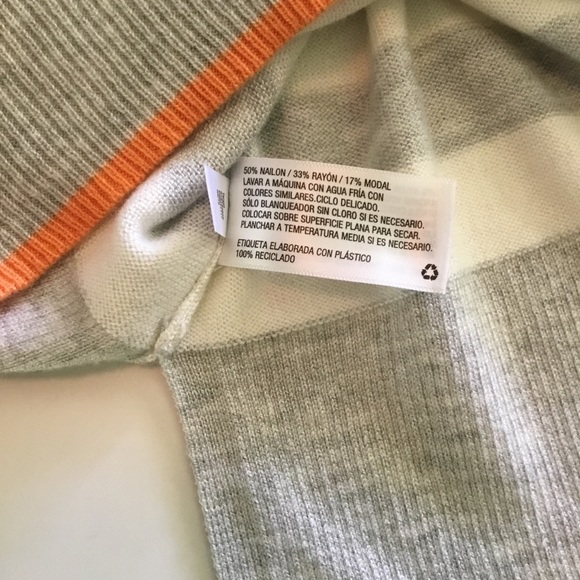 50% NAILON / 33% RAYÓN / 17% MODAL
LAVAR A MÁQUINA CON AGUA FRÍA CON
COLORES SIMILARES.CICLO DELICADO.
SÓLO BLANQUEADOR SIN CLORO SI ES NECESARIO.
COLOCAR SOBRE SUPERFICIE PLANA PARA SECAR.
PLANCHAR A TEMPERATURA MEDIA SI ES NECESARIO.
ETIQUETA ELABORADA CON PLÁSTICO
100% RECICLADO